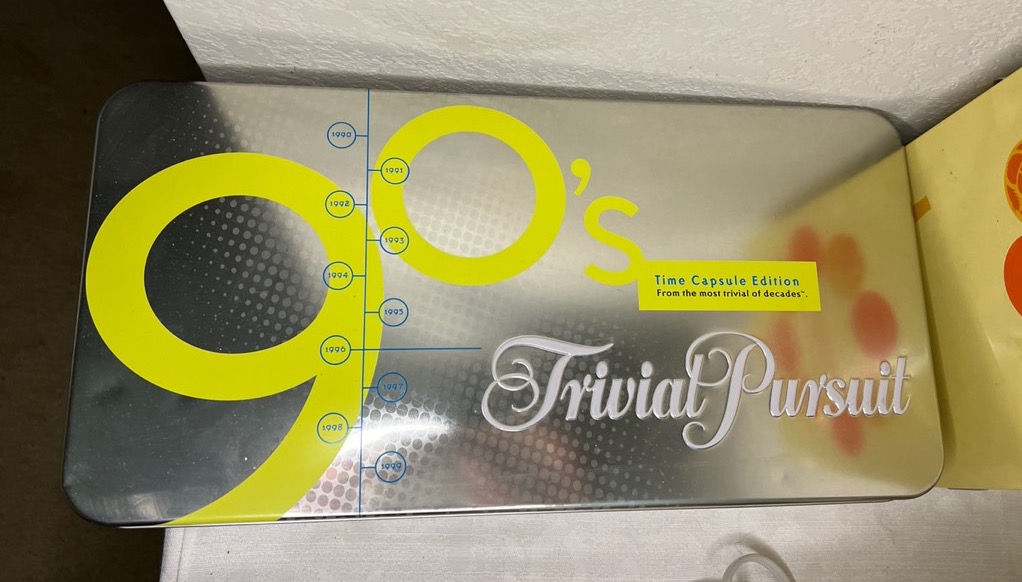 90's
1990
1991
1992
1993
1994
1995
1996
1997
1998
1999
Time Capsule Edition
From the most trivial of decades™.
Trivial Pursuit